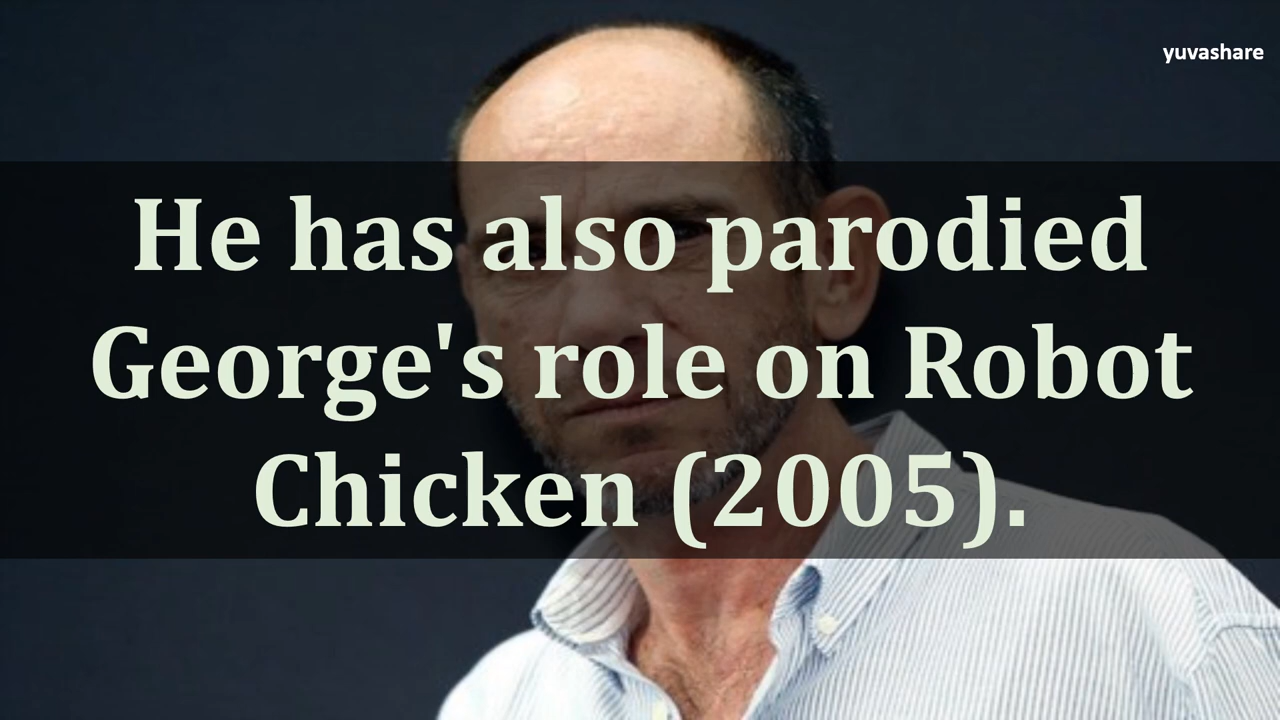 yuvashare
He has also parodied
George's role on Robot
Chicken (2005).